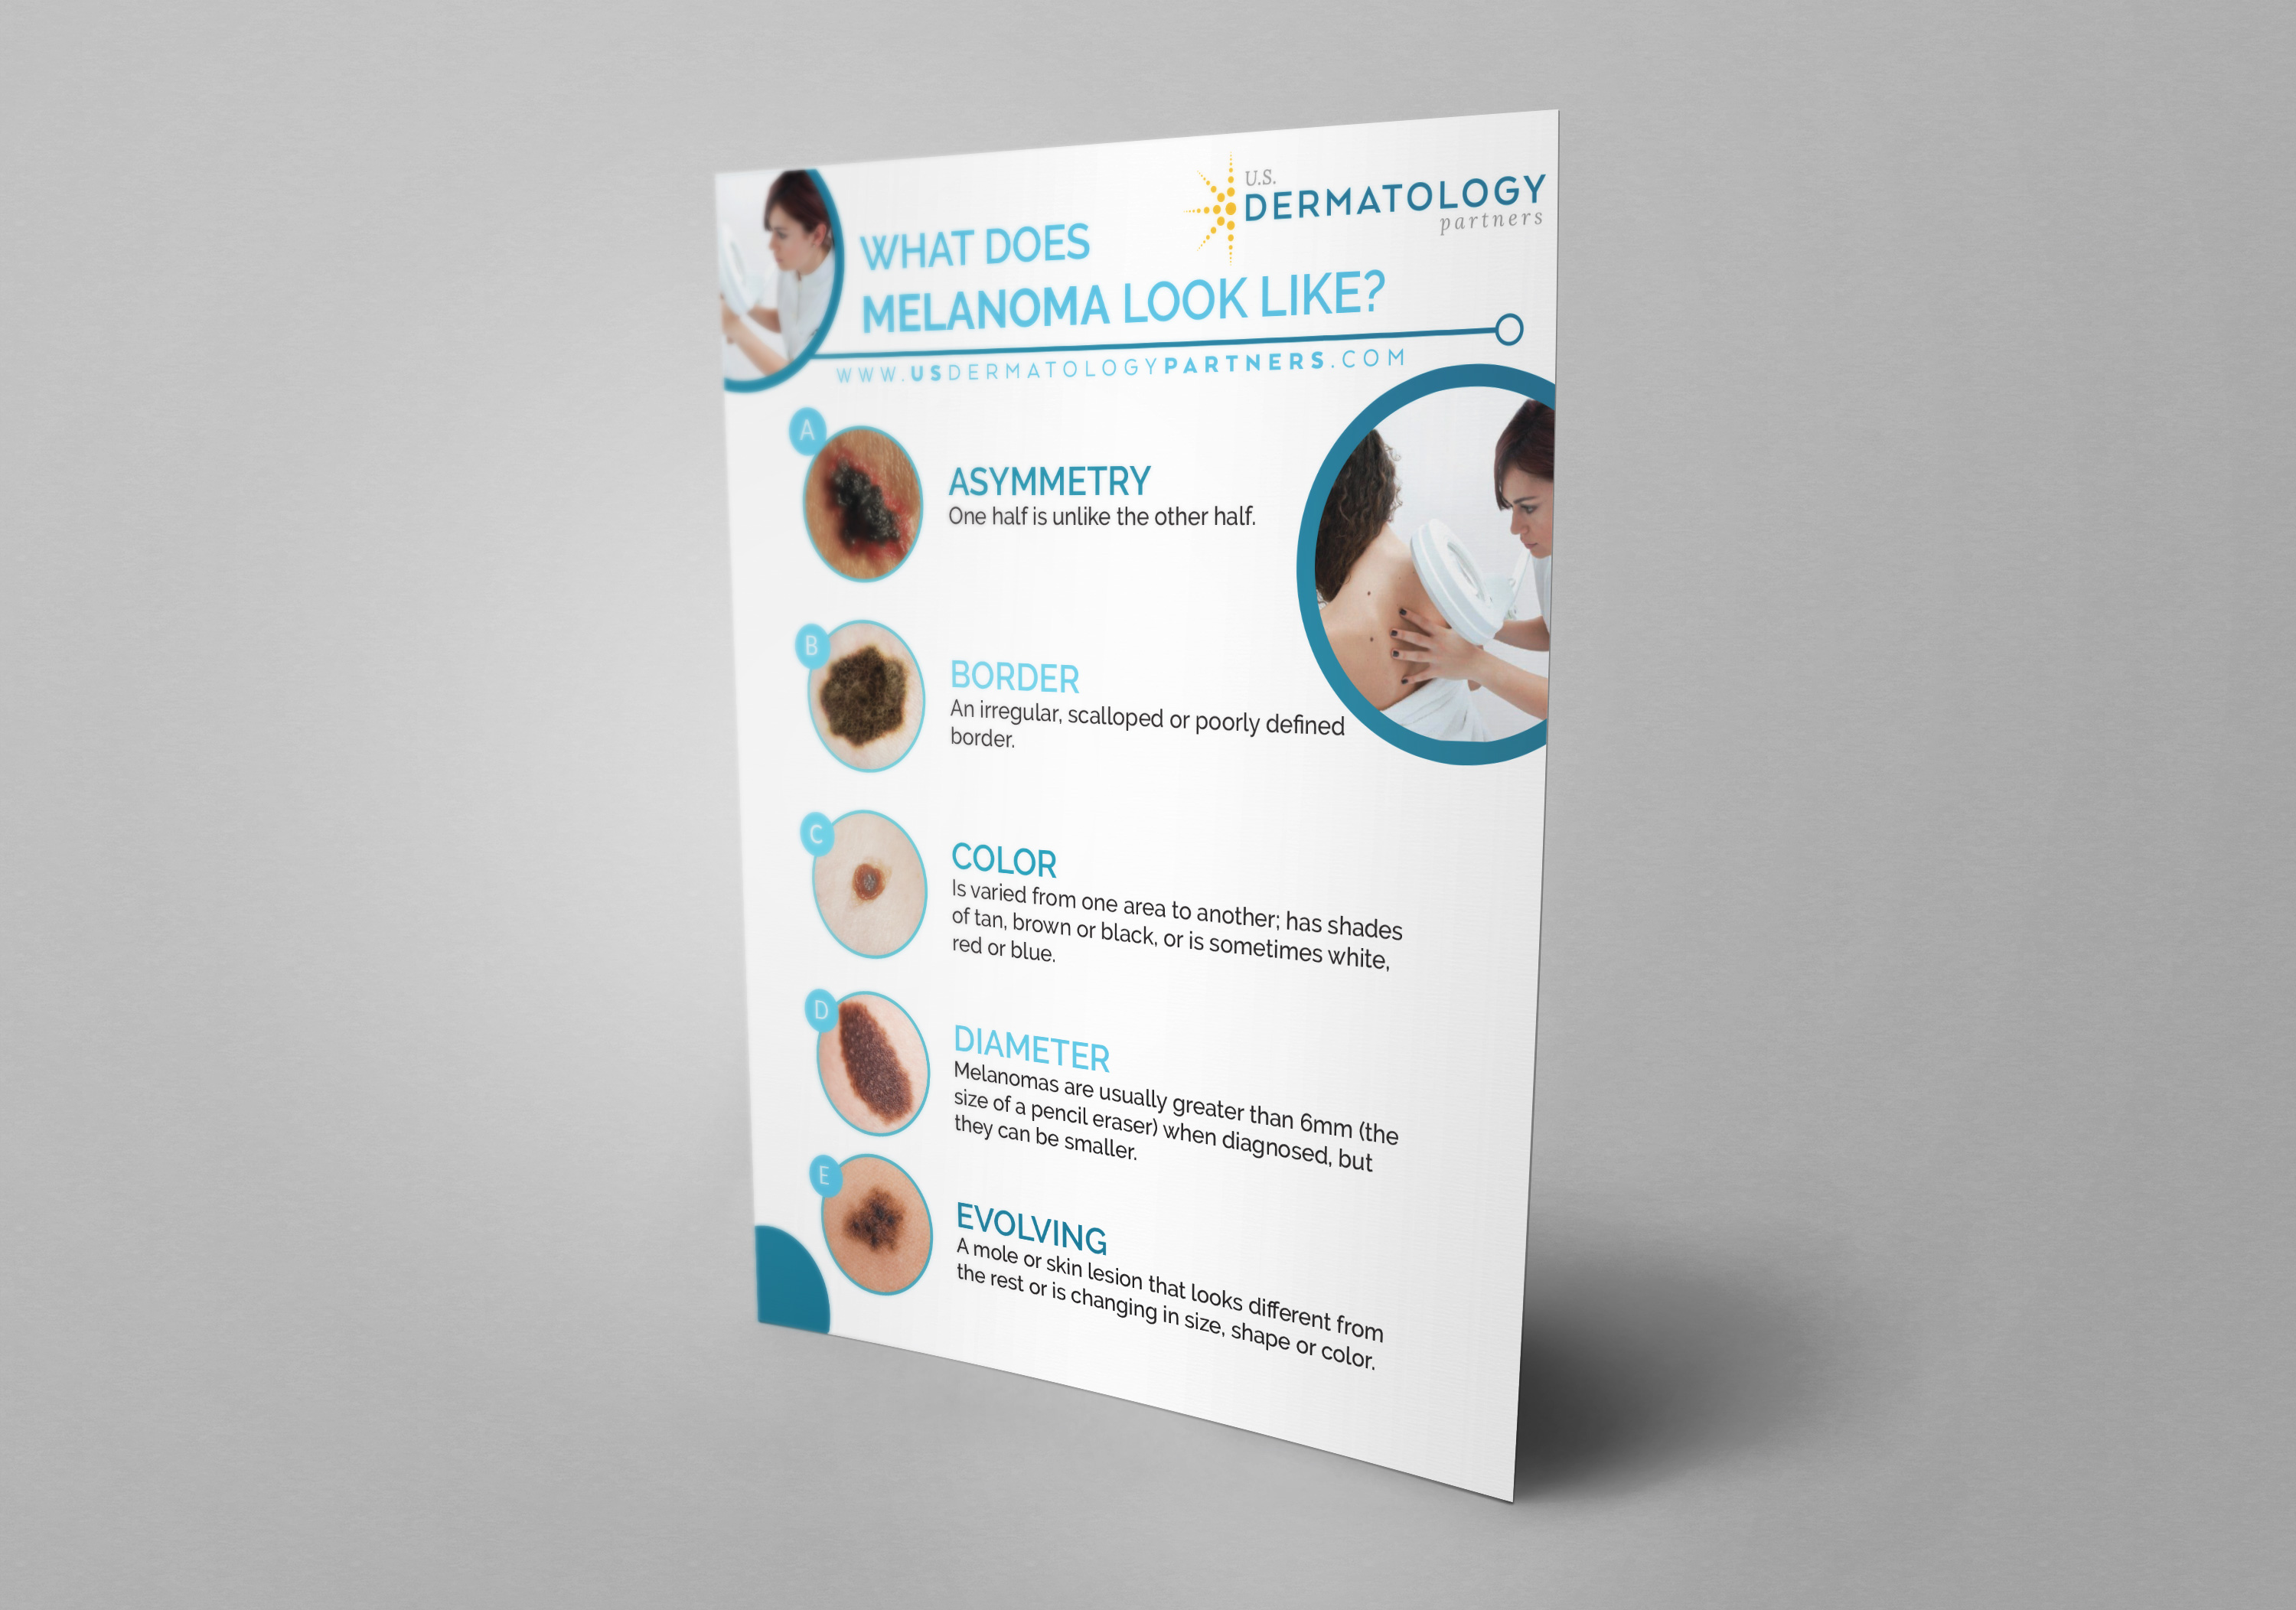 U.S.
DERMATOLOGY
partners
WHAT DOES
MELANOMA LOOK LIKE?
WWW.USDERMATOLOGYPARTNERS.COM
A
ASYMMETRY
One half is unlike the other half.
B
BORDER
An irregular, scalloped or poorly defined
border.
C
COLOR
Is varied from one area to another; has shades
of tan, brown or black, or is sometimes white,
red or blue.
D
DIAMETER
Melanomas are usually greater than 6mm (the
size of a pencil eraser) when diagnosed, but
they can be smaller.
E
EVOLVING
A mole or skin lesion that looks different from
the rest or is changing in size, shape or color.